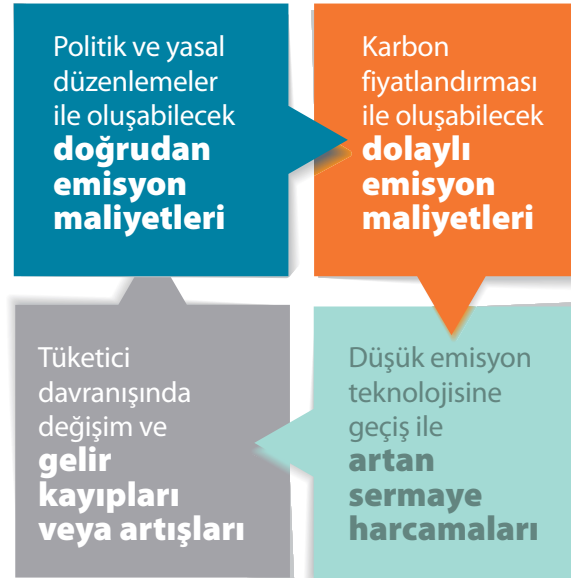 Politik ve yasal
düzenlemeler
ile oluşabilecek
doğrudan
emisyon
maliyetleri
Karbon
fiyatlandırması
ile oluşabilecek
dolaylı
emisyon
maliyetleri
Tüketici
davranışında
değişim ve
gelir
kayıpları
veya artışları
Düşük emisyon
teknolojisine
geçiş ile
artan
sermaye
harcamaları